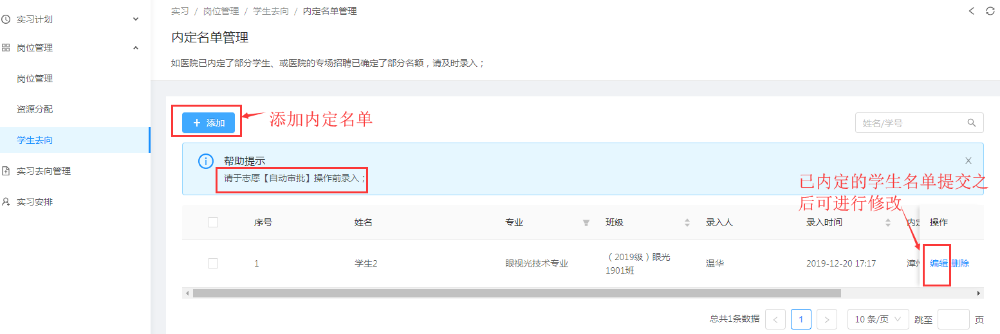 实习计划
岗位管理
岗位管理
资源分配
学生去向
实习去向管理
实习安排
实习 / 岗位管理 / 学生去向 / 内定名单管理
内定名单管理
如医院已内定了部分学生、或医院的专场招聘已确定了部分名额，请及时录入；
+ 添加
添加内定名单
姓名/学号
帮助提示
请于志愿【自动审批】操作前录入；
已内定的学生名单提交之
后可进行修改
序号 姓名 专业 班级 录入人 录入时间 内定 操作
1 学生2 眼视光技术专业 （2019级）眼光 温华 2019-12-20 17:17 漳 编辑 删除
1901班
总共1条数据 < 1 > 10 条/页 跳至 页